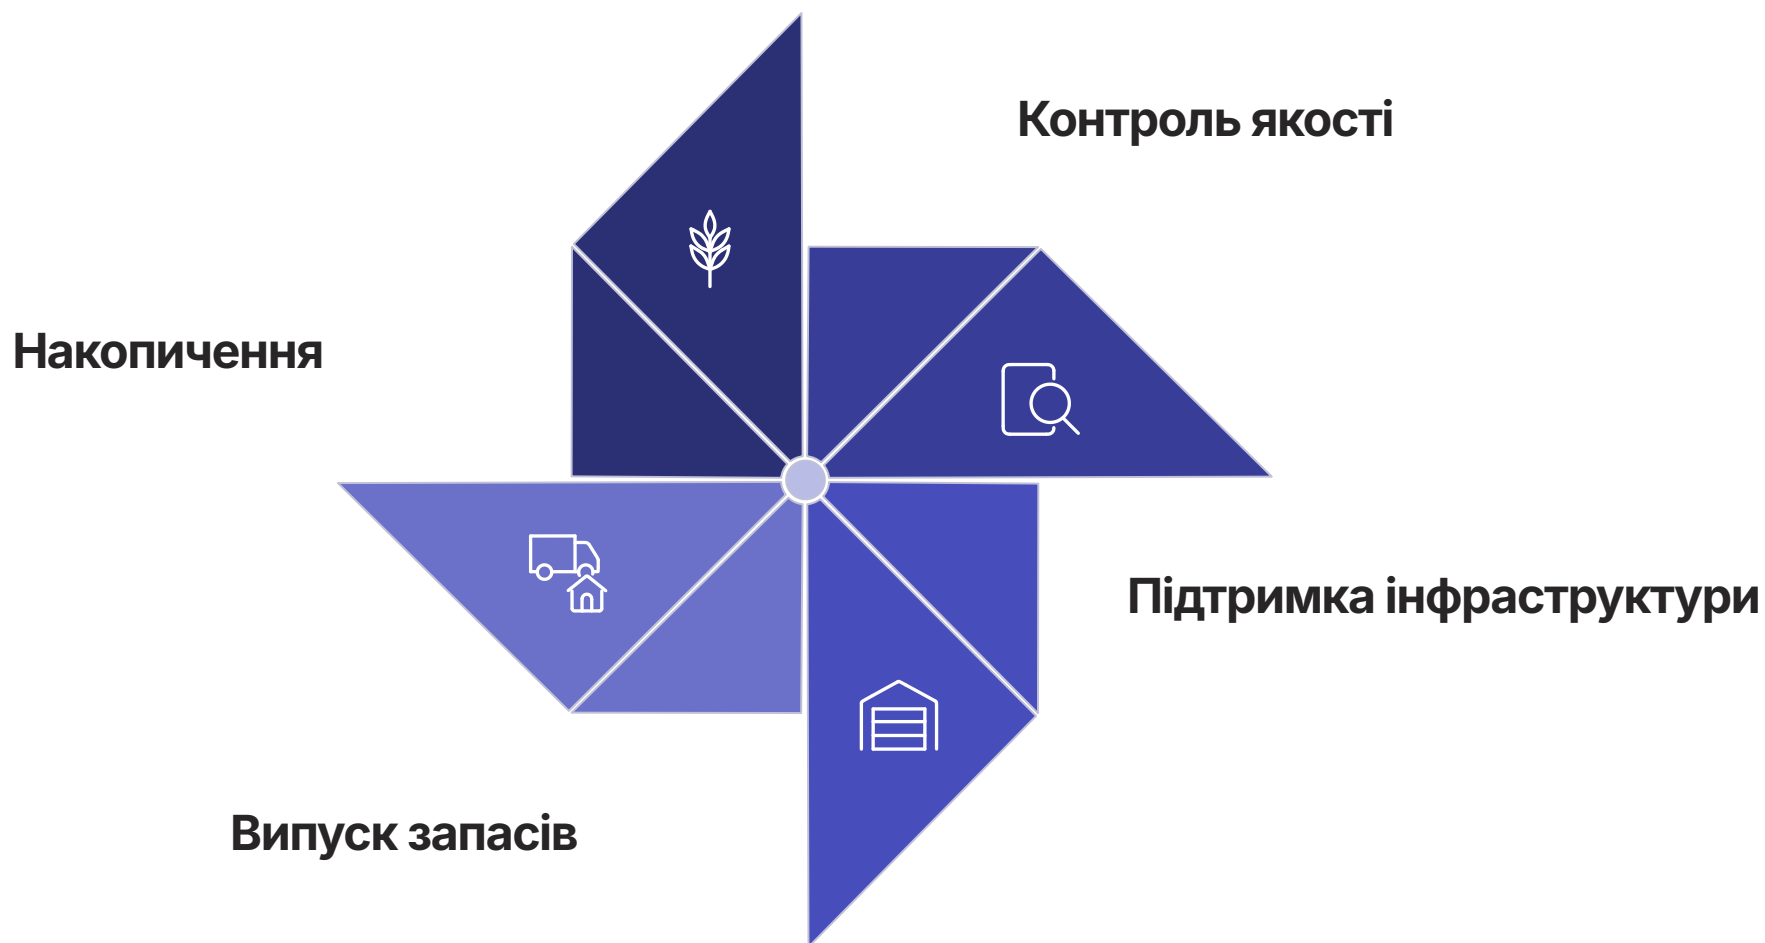 Контроль якості
Накопичення
Підтримка інфраструктури
Випуск запасів